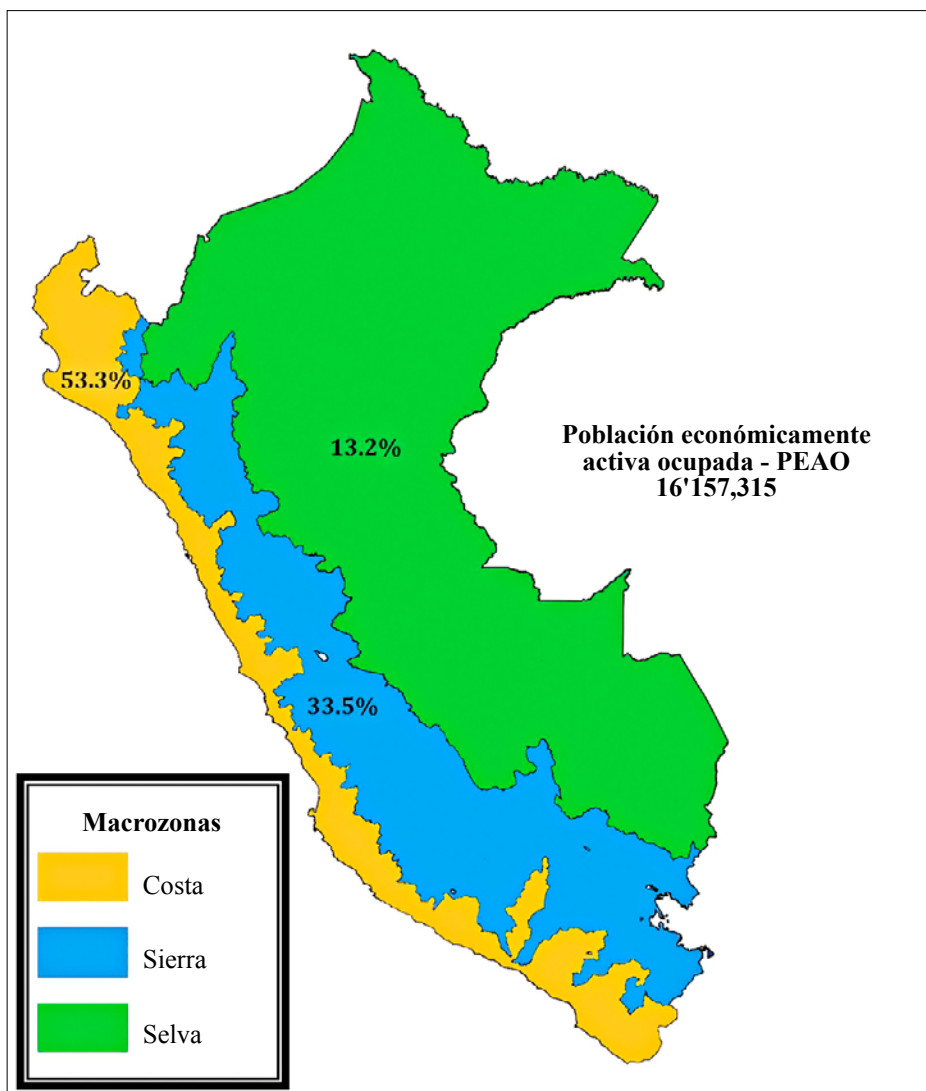 53.3%
13.2%
Población económicamente
activa ocupada - PEAO
16'157,315
33.5%
Macrozonas
Costa
Sierra
Selva